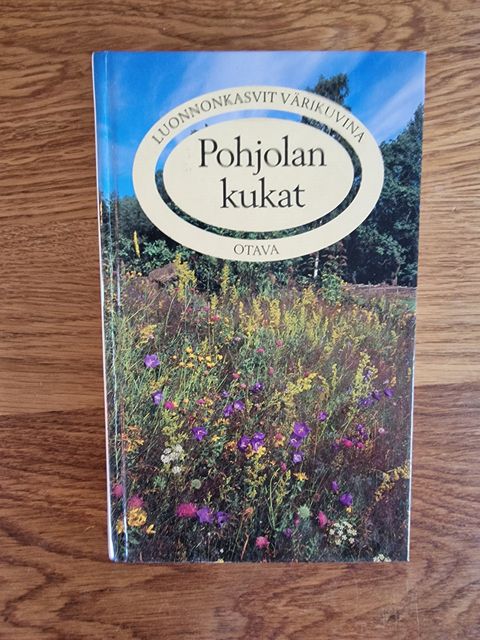 LUONNONKASVIT VÄRIKUVINA
Pohjolan
kukat
OTAVA